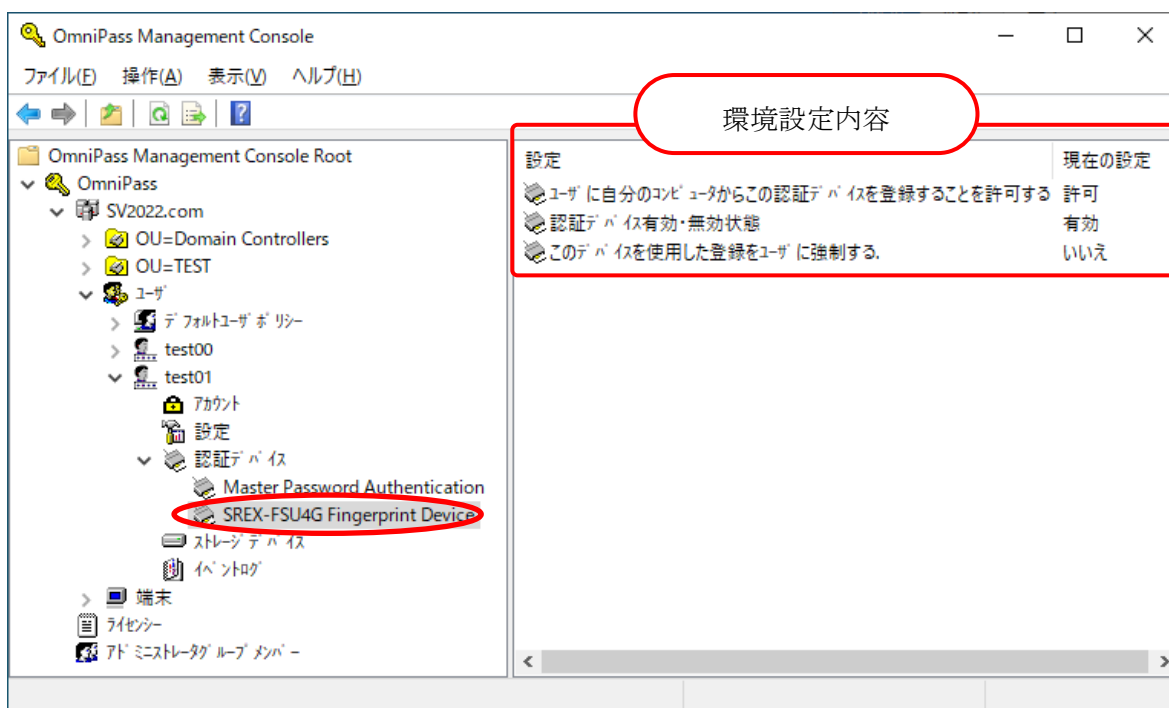 OmniPass Management Console
ファイル(F) 操作(A) 表示(V) ヘルプ(H)
環境設定内容
OmniPass Management Console Root
OmniPass
SV2022.com
OU=Domain Controllers
OU=TEST
ﾕｰｻﾞ
ﾃﾞﾌｫﾙﾄﾕｰｻﾞﾎﾟﾘｼｰ
test00
test01
ｱｶｳﾝﾄ
設定
認証ﾃﾞﾊﾞｲｽ
Master Password Authentication
SREX-FSU4G Fingerprint Device
ｽﾄﾚｰｼﾞﾃﾞﾊﾞｲｽ
ｲﾍﾞﾝﾄﾛｸﾞ
端末
ﾗｲｾﾝｼｰ
ｱﾄﾞﾐﾆｽﾄﾚｰﾀｸﾞﾙｰﾌﾟﾒﾝﾊﾞｰ
設定 現在の設定
ﾕｰｻﾞに自分のｺﾝﾋﾟｭｰﾀからこの認証ﾃﾞﾊﾞｲｽを登録することを許可する 許可
認証ﾃﾞﾊﾞｲｽ有効・無効状態 有効
このﾃﾞﾊﾞｲｽを使用した登録をﾕｰｻﾞに強制する. いいえ